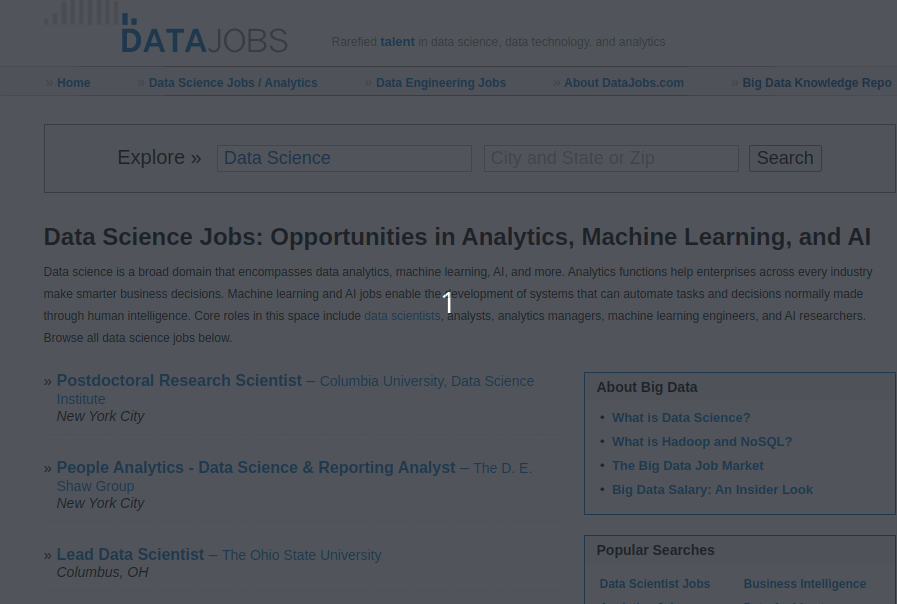 DATAJOBS
Rarefied talent in data science, data technology, and analytics
» Home » Data Science Jobs / Analytics » Data Engineering Jobs » About DataJobs.com » Big Data Knowledge Repo
Explore » Data Science City and State or Zip Search
Data Science Jobs: Opportunities in Analytics, Machine Learning, and AI
Data science is a broad domain that encompasses data analytics, machine learning, AI, and more. Analytics functions help enterprises across every industry
make smarter business decisions. Machine learning and AI jobs enable the development of systems that can automate tasks and decisions normally made
1
through human intelligence. Core roles in this space include data scientists, analysts, analytics managers, machine learning engineers, and AI researchers.
Browse all data science jobs below.
» Postdoctoral Research Scientist – Columbia University, Data Science
Institute
New York City
» People Analytics - Data Science & Reporting Analyst – The D. E.
Shaw Group
New York City
» Lead Data Scientist – The Ohio State University
Columbus, OH
About Big Data
• What is Data Science?
• What is Hadoop and NoSQL?
• The Big Data Job Market
• Big Data Salary: An Insider Look
Popular Searches
Data Scientist Jobs Business Intelligence